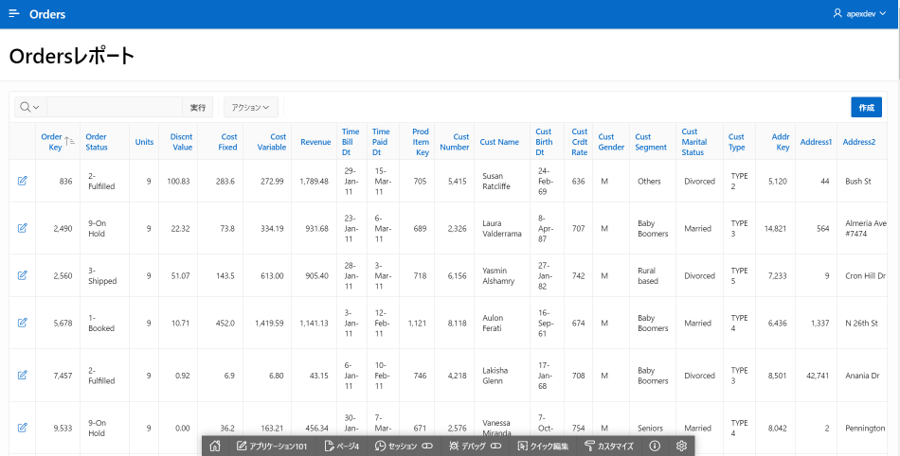 Orders apexdev
Ordersレポート
実行 アクション 作成
Order Key Order Status Units Discnt Value Cost Fixed Cost Variable Revenue Time Bill Dt Time Paid Dt Prod Item Key Cust Number Cust Name Cust Birth Dt Cust Crdt Rate Cust Gender Cust Segment Cust Marital Status Cust Type Addr Key Address1 Address2
836 2-Fulfilled 9 100.83 283.6 272.99 1,789.48 29-Jan-11 15-Mar-11 705 5,415 Susan Ratcliffe 24-Feb-69 636 M Others Divorced TYPE 2 5,120 44 Bush St
2,490 9-On Hold 9 22.32 73.8 334.19 931.68 23-Jan-11 6-Mar-11 689 2,326 Laura Valderrama 8-Apr-87 707 M Baby Boomers Married TYPE 3 14,821 564 Almeria Ave #7474
2,560 3-Shipped 9 51.07 143.5 613.00 905.40 28-Jan-11 3-Mar-11 718 6,156 Yasmin Alshamry 27-Jan-82 742 M Rural based Divorced TYPE 5 7,233 9 Cron Hill Dr
5,678 1-Booked 9 10.71 452.0 1,419.59 1,141.13 3-Jan-11 12-Feb-11 1,121 8,118 Aulon Ferati 16-Sep-61 674 M Baby Boomers Married TYPE 4 6,436 1,337 N 26th St
7,457 2-Fulfilled 9 0.92 6.9 6.80 43.15 6-Jan-11 10-Feb-11 746 4,218 Lakisha Glenn 17-Jan-68 708 M Baby Boomers Divorced TYPE 3 8,501 42,741 Anania Dr
9,533 9-On Hold 9 0.00 36.2 163.21 456.34 30-Jan- 7-Mar- 671 2,576 Vanessa Miranda 7-Oct- 754 M Seniors Married TYPE 4 8,042 2 Pennington
アプリケーション101 ページ4 セッション デバッグ クイック編集 カスタマイズ